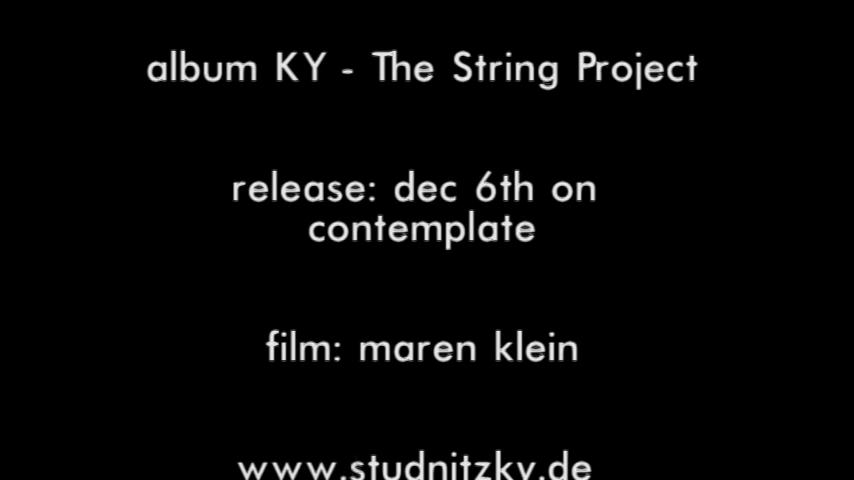 album KY - The String Project
release: dec 6th on
contemplate
film: maren klein
www.studnitzky.de